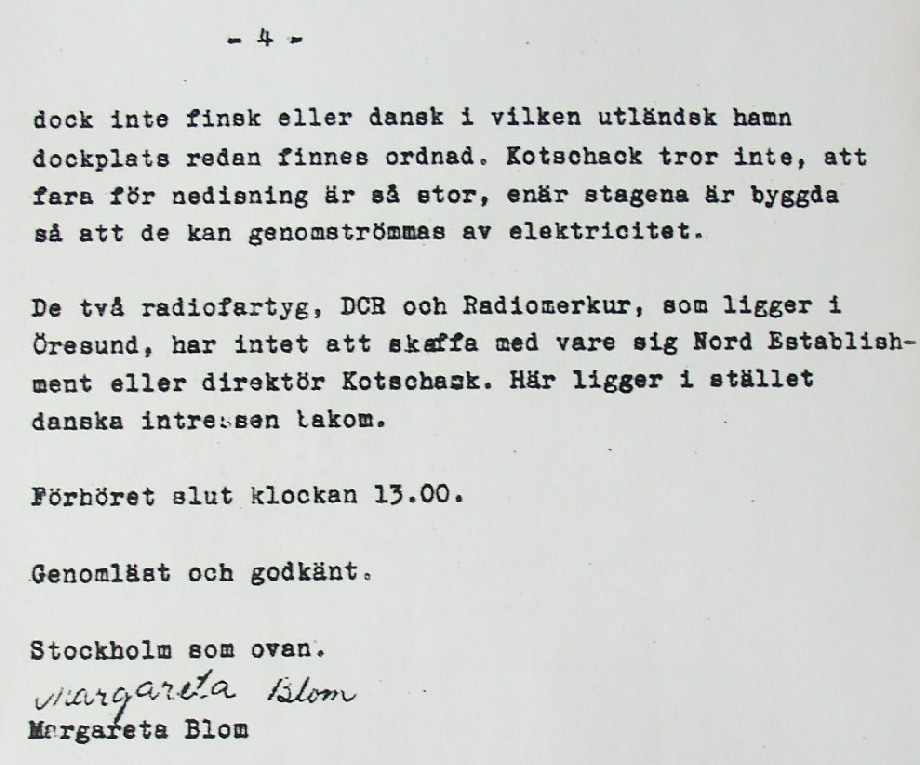 - 4 -
dock inte finsk eller dansk i vilken utländsk hamn
dockplats redan finnes ordnad. Kotschack tror inte, att
fara för nedisning är så stor, enär stagena är byggda
så att de kan genomströmmas av elektricitet.
De två radiofartyg, DCR och Radiomerkur, som ligger i
Öresund, har intet att skaffa med vare sig Nord Establish-
ment eller direktör Kotschack. Här ligger i stället
danska intressen bakom.
Förhöret slut klockan 13.00.
Genomläst och godkänt.
Stockholm som ovan.
Margareta Blom
Margareta Blom